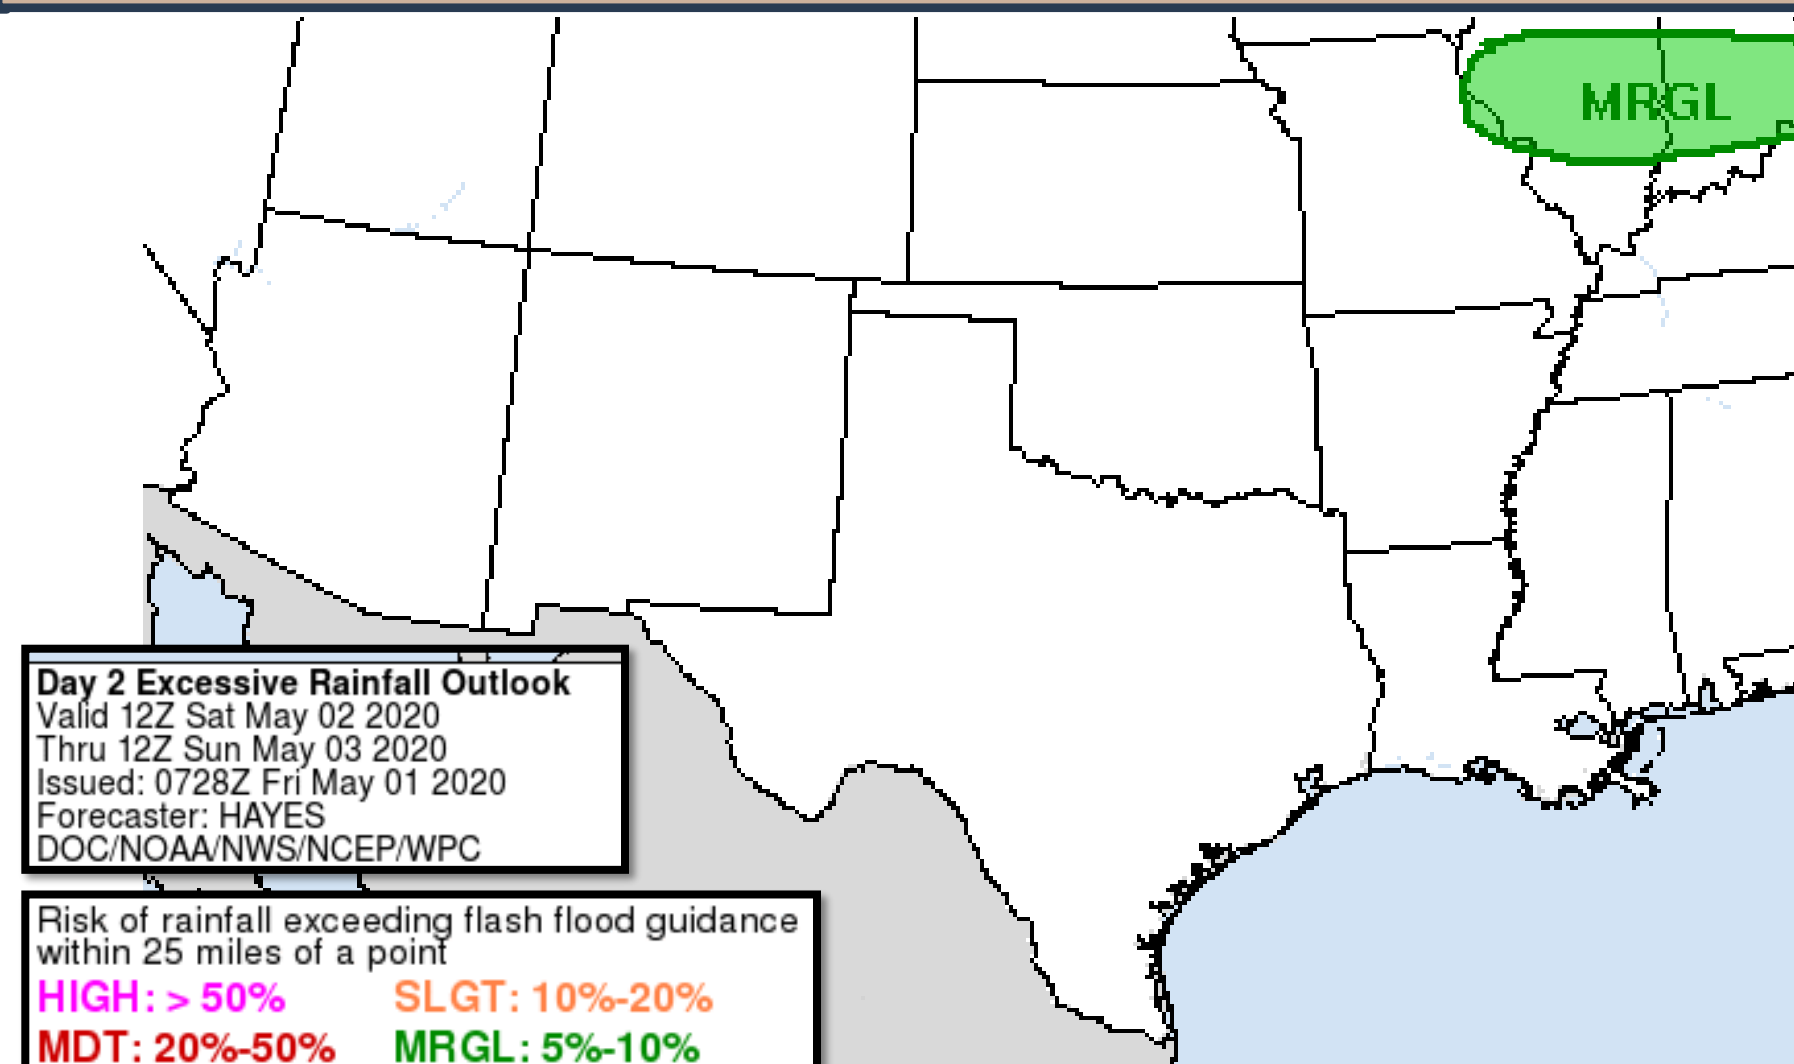 MRGL
Day 2 Excessive Rainfall Outlook
Valid 12Z Sat May 02 2020
Thru 12Z Sun May 03 2020
Issued: 0728Z Fri May 01 2020
Forecaster: HAYES
DOC/NOAA/NWS/NCEP/WPC
Risk of rainfall exceeding flash flood guidance
within 25 miles of a point
HIGH: > 50% SLGT: 10%-20%
MDT: 20%-50% MRGL: 5%-10%